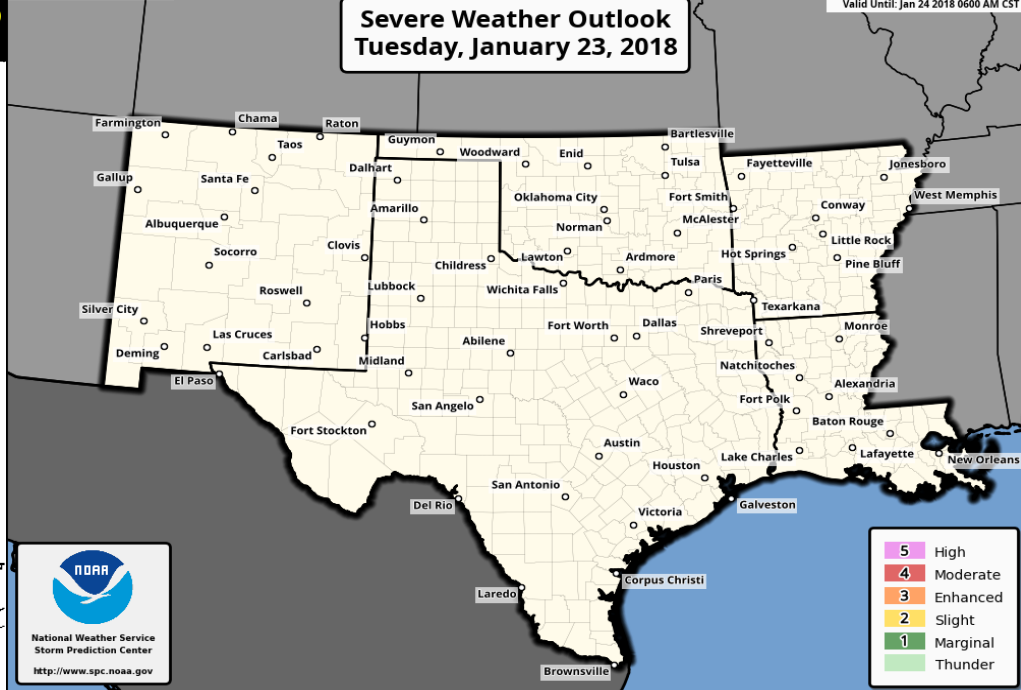 Valid Until: Jan 24 2018 0600 AM CST
Severe Weather Outlook
Tuesday, January 23, 2018
Farmington
Chama
Raton
Guymon
Bartlesville
Taos
Woodward
Enid
Tulsa
Fayetteville
Jonesboro
Gallup
Santa Fe
Dalhart
Oklahoma City
Fort Smith
West Memphis
Albuquerque
Amarillo
Norman
McAlester
Conway
Socorro
Clovis
Childress
Lawton
Ardmore
Hot Springs
Little Rock
Pine Bluff
Roswell
Lubbock
Wichita Falls
Paris
Texarkana
Silver City
Las Cruces
Hobbs
Fort Worth
Dallas
Shreveport
Monroe
Deming
Carlsbad
Midland
Abilene
Natchitoches
El Paso
San Angelo
Waco
Fort Polk
Alexandria
Fort Stockton
Austin
Baton Rouge
Houston
Lake Charles
Lafayette
New Orleans
Del Rio
San Antonio
Galveston
Victoria
Laredo
Corpus Christi
Brownsville
NOAA
National Weather Service
Storm Prediction Center
http://www.spc.noaa.gov
5 High
4 Moderate
3 Enhanced
2 Slight
1 Marginal
Thunder